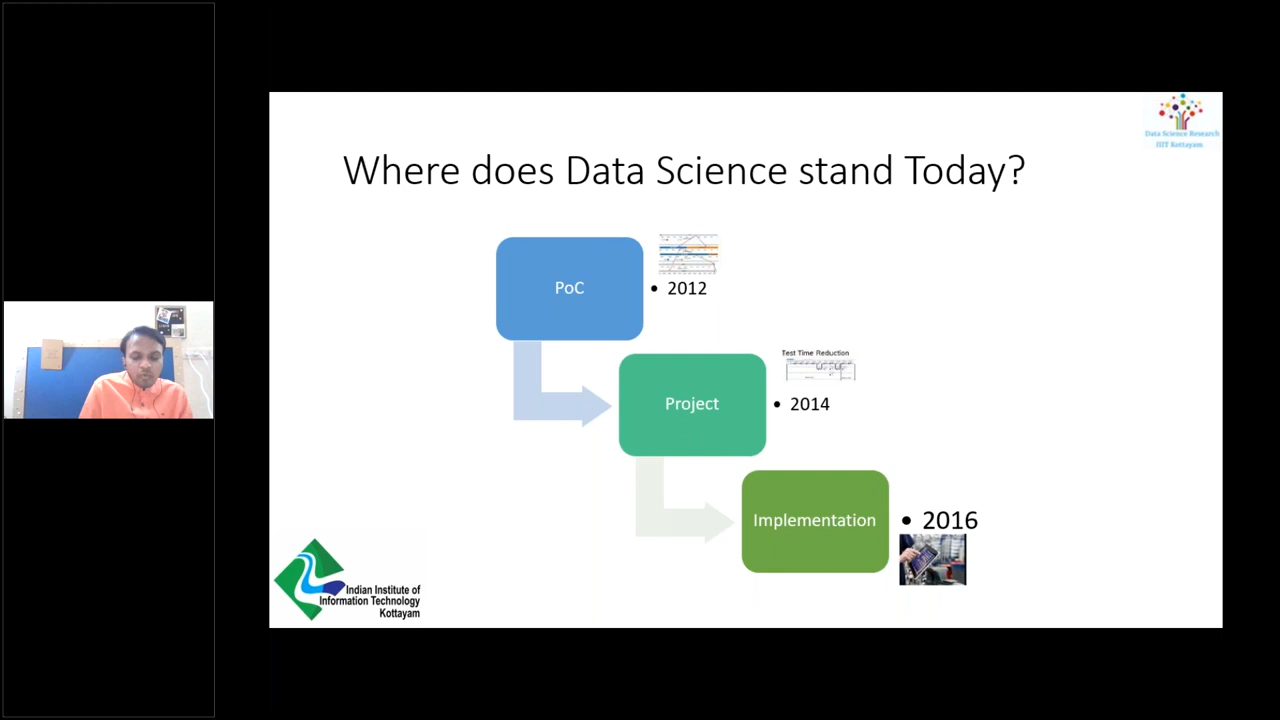 Data Science Research
IIIT Kottayam
Where does Data Science stand Today?
PoC
• 2012
Test Time Reduction
Project
• 2014
Implementation
• 2016
Indian Institute of
Information Technology
Kottayam